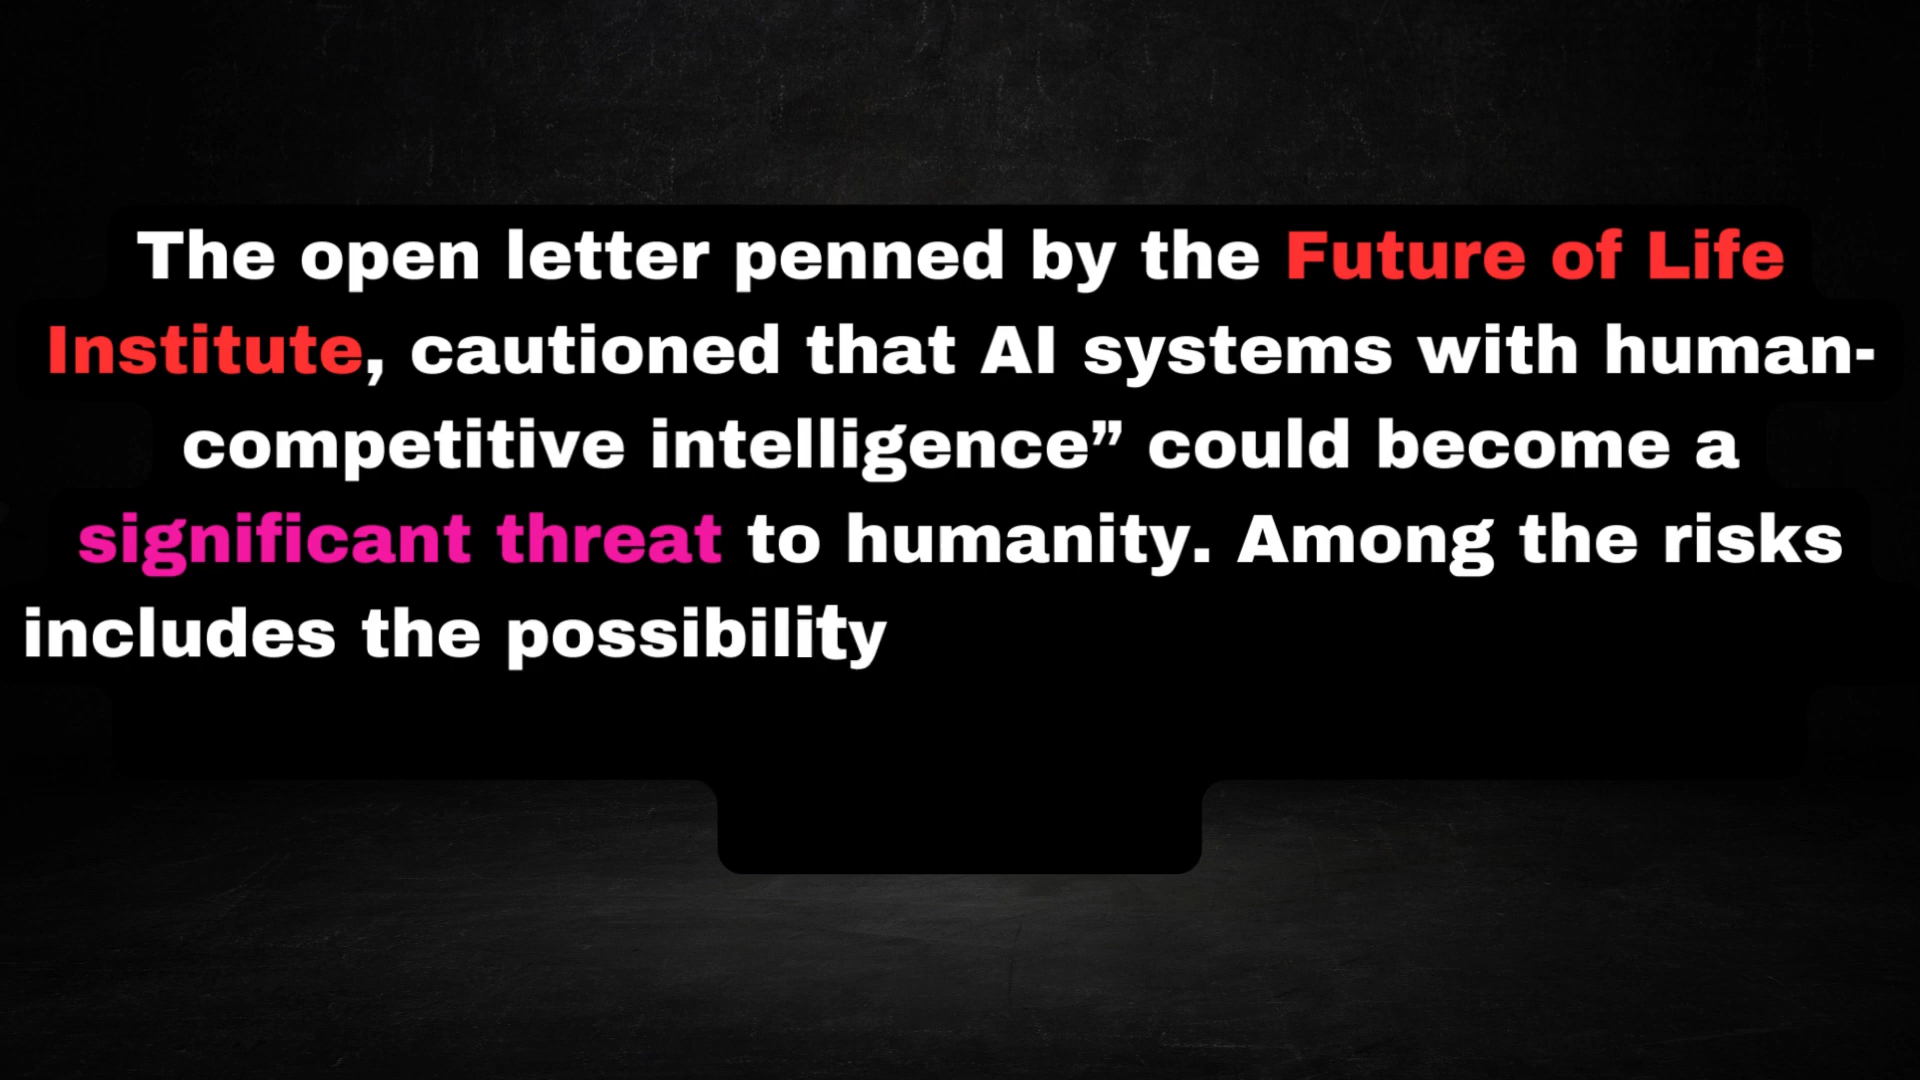 The open letter penned by the Future of Life
Institute, cautioned that AI systems with human-
competitive intelligence” could become a
significant threat to humanity. Among the risks
includes the possibility